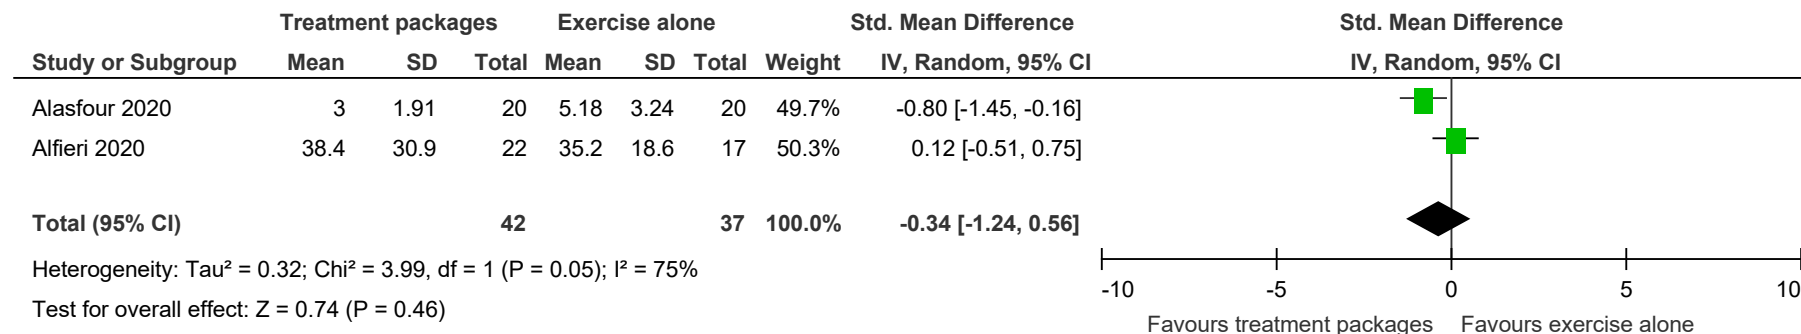 Treatment packages Exercise alone Std. Mean Difference Std. Mean Difference
Study or Subgroup Mean SD Total Mean SD Total Weight IV, Random, 95% CI IV, Random, 95% CI
Alasfour 2020 3 1.91 20 5.18 3.24 20 49.7% -0.80 [-1.45, -0.16]
Alfieri 2020 38.4 30.9 22 35.2 18.6 17 50.3% 0.12 [-0.51, 0.75]
Total (95% CI) 42 37 100.0% -0.34 [-1.24, 0.56]
Heterogeneity: Tau² = 0.32; Chi² = 3.99, df = 1 (P = 0.05); I² = 75%
Test for overall effect: Z = 0.74 (P = 0.46)
-10 -5 0 5 10
Favours treatment packages Favours exercise alone